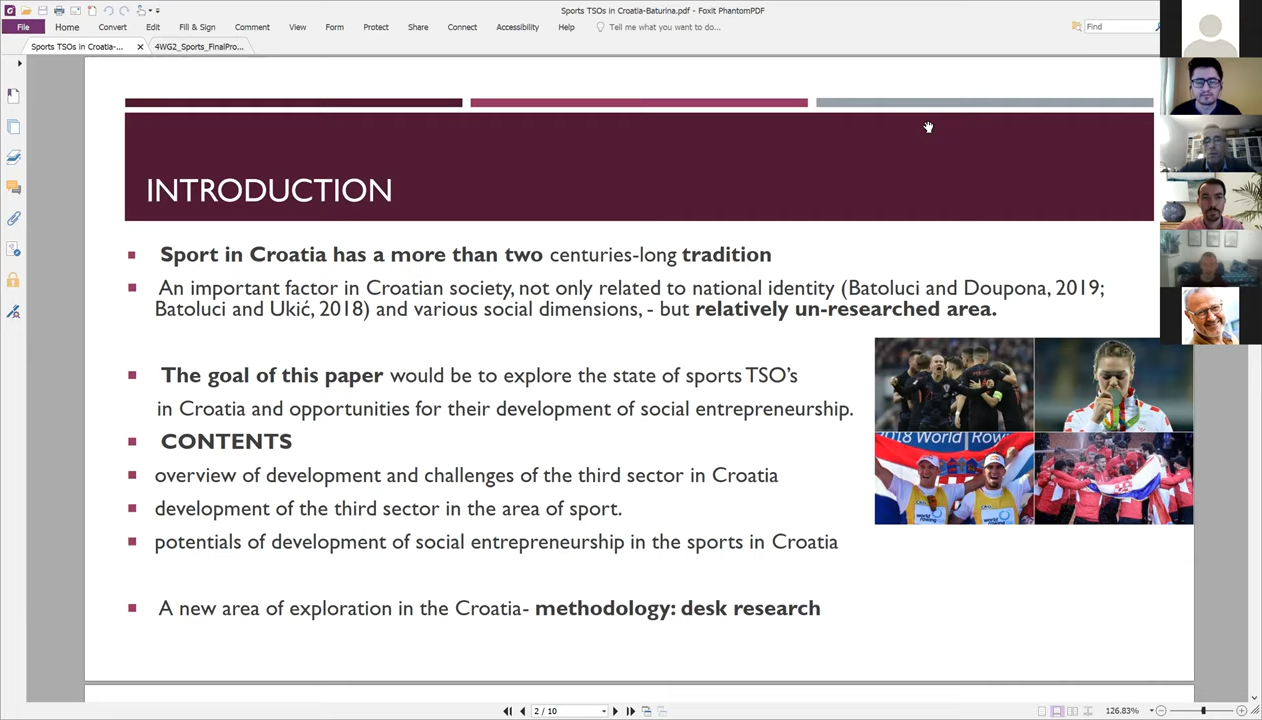 Sports TSOs in Croatia-Baturina.pdf - Foxit PhantomPDF
File Home Convert Edit Fill & Sign Comment View Form Protect Share Connect Accessibility Help Tell me what you want to do... Find
Sports TSOs in Croatia-... 4WG2_Sports_FinalPro...
INTRODUCTION
Sport in Croatia has a more than two centuries-long tradition
An important factor in Croatian society, not only related to national identity (Batoluci and Doupona, 2019;
Batoluci and Ukić, 2018) and various social dimensions, - but relatively un-researched area.
The goal of this paper would be to explore the state of sports TSO's
in Croatia and opportunities for their development of social entrepreneurship.
CONTENTS
overview of development and challenges of the third sector in Croatia
development of the third sector in the area of sport.
potentials of development of social entrepreneurship in the sports in Croatia
A new area of exploration in the Croatia- methodology: desk research
2018 World Row
world
rowing
world
rowing
2 / 10
126.83%